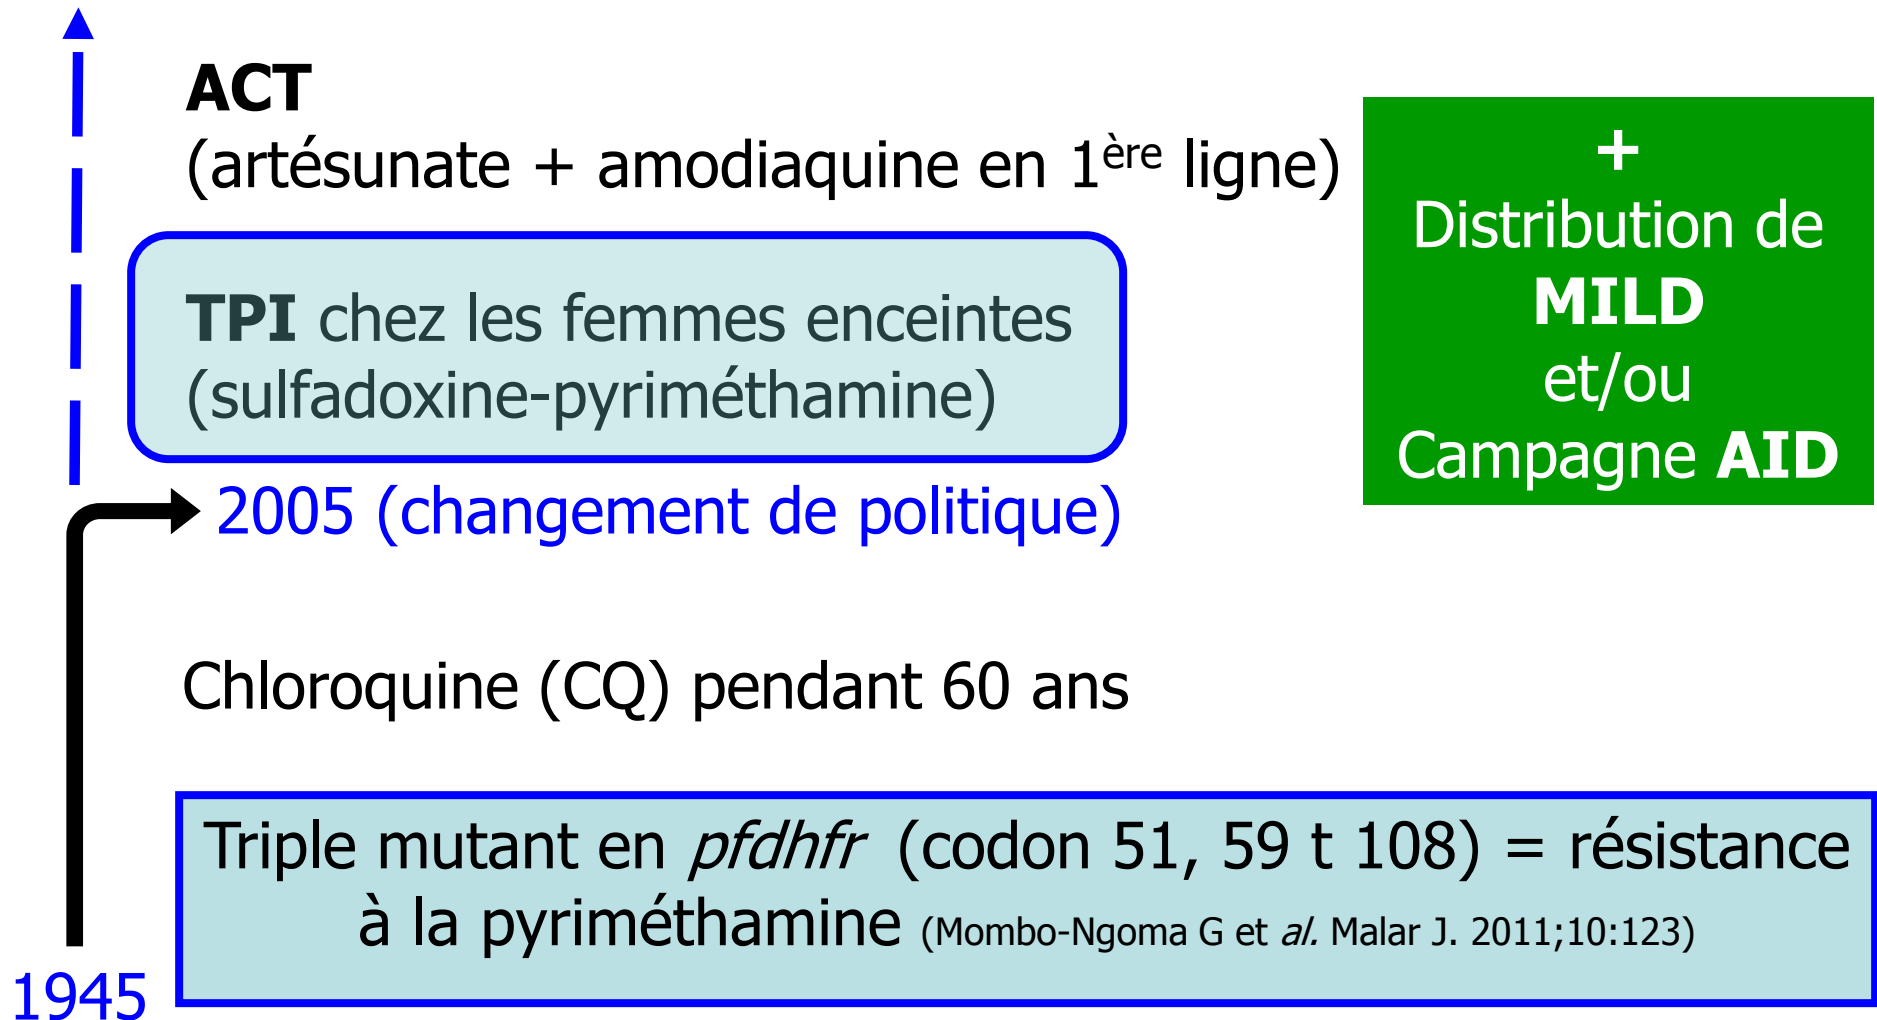 ACT
(artésunate + amodiaquine en 1ère ligne)
TPI chez les femmes enceintes
(sulfadoxine-pyriméthamine)
2005 (changement de politique)
+
Distribution de
MILD
et/ou
Campagne AID
Chloroquine (CQ) pendant 60 ans
Triple mutant en pfdhfr (codon 51, 59 t 108) = résistance
à la pyriméthamine (Mombo-Ngoma G et al. Malar J. 2011;10:123)
1945